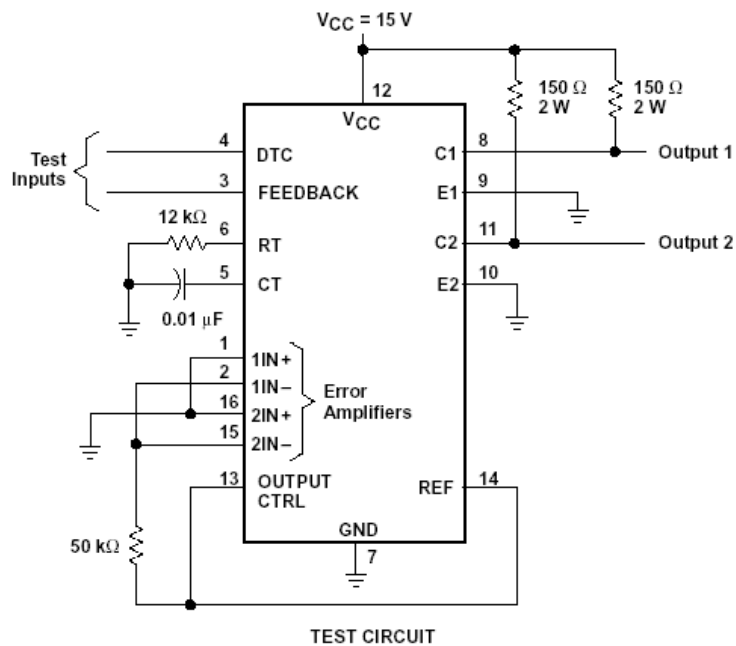 VCC = 15 V
12
VCC
150 Ω
2 W
150 Ω
2 W
Test
Inputs
4
DTC
3
FEEDBACK
12 kΩ
6
RT
5
CT
0.01 μF
C1
8
Output 1
E1
9
C2
11
Output 2
E2
10
1
1IN+
2
1IN–
16
2IN+
15
2IN–
Error
Amplifiers
13
OUTPUT
CTRL
REF
14
GND
7
50 kΩ
TEST CIRCUIT